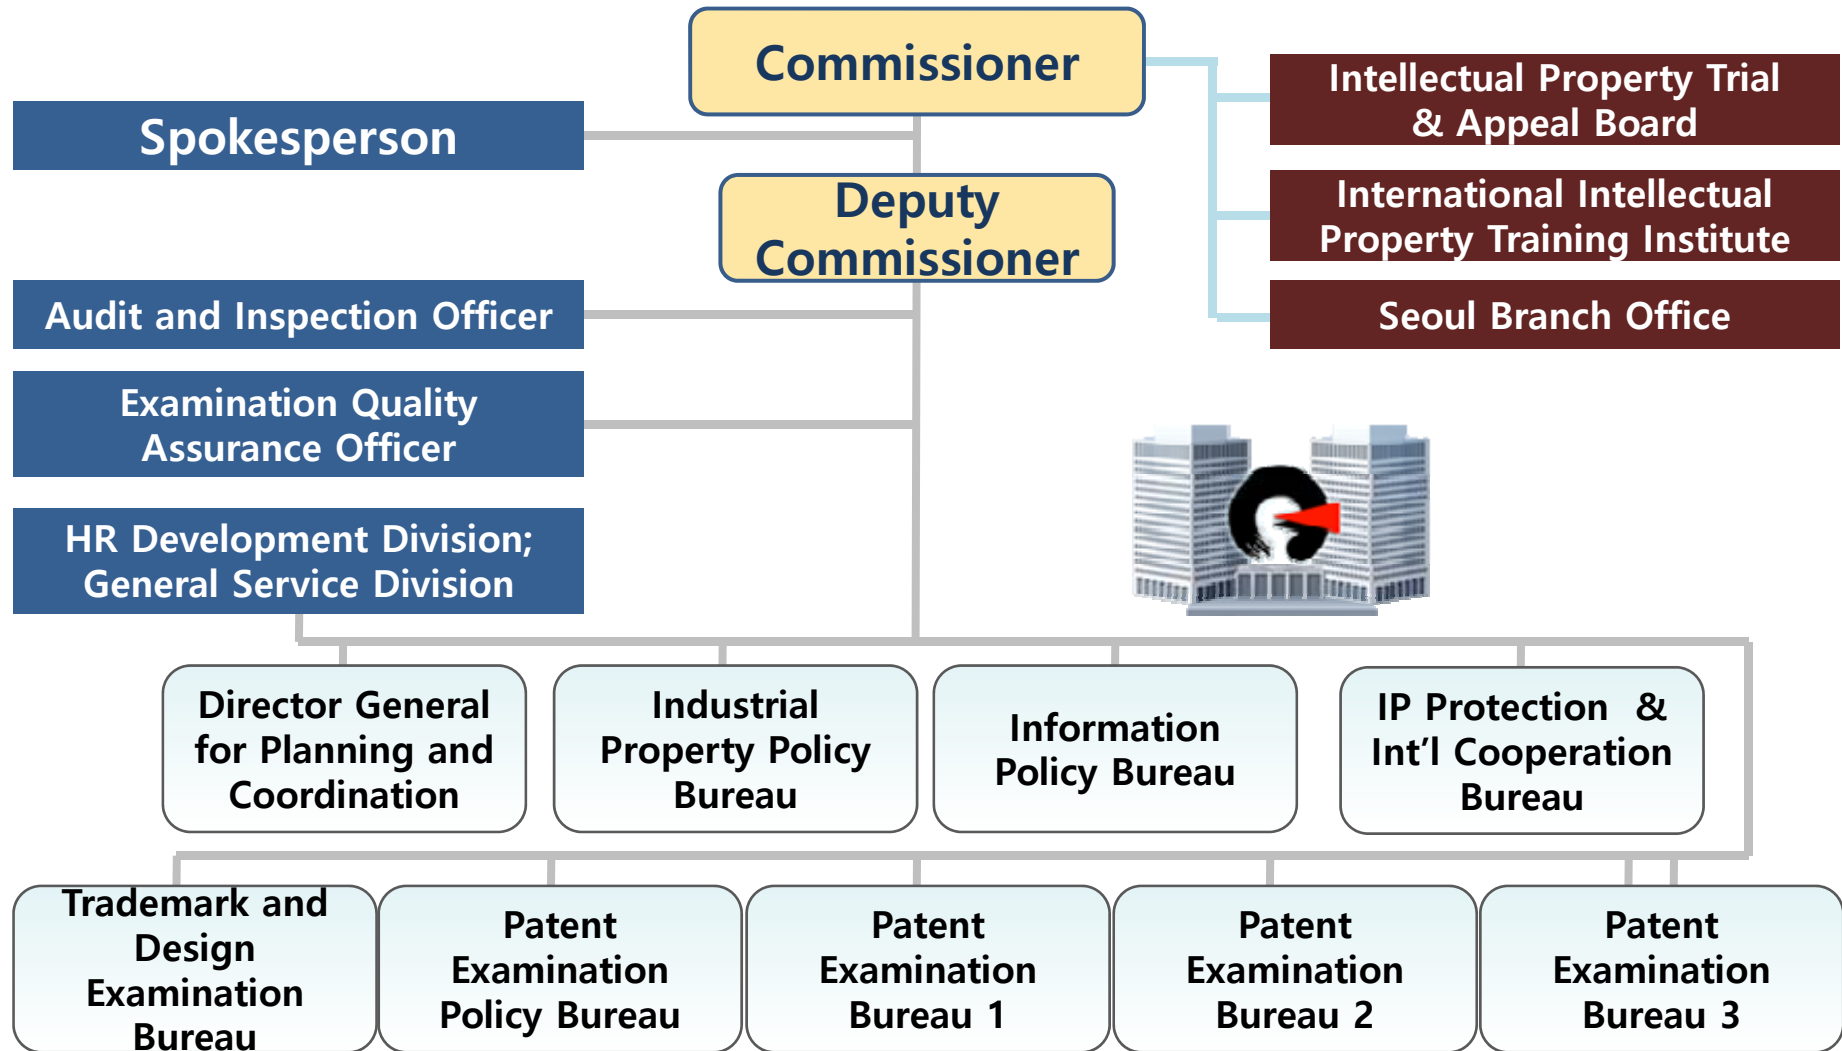 Commissioner
Spokesperson
Deputy
Commissioner
Intellectual Property Trial
& Appeal Board
International Intellectual
Property Training Institute
Seoul Branch Office
Audit and Inspection Officer
Examination Quality
Assurance Officer
HR Development Division;
General Service Division
Director General
for Planning and
Coordination
Industrial
Property Policy
Bureau
Information
Policy Bureau
IP Protection & 
Int’l Cooperation
Bureau
Trademark and
Design
Examination
Bureau
Patent
Examination
Policy Bureau
Patent
Examination
Bureau 1
Patent
Examination
Bureau 2
Patent
Examination
Bureau 3